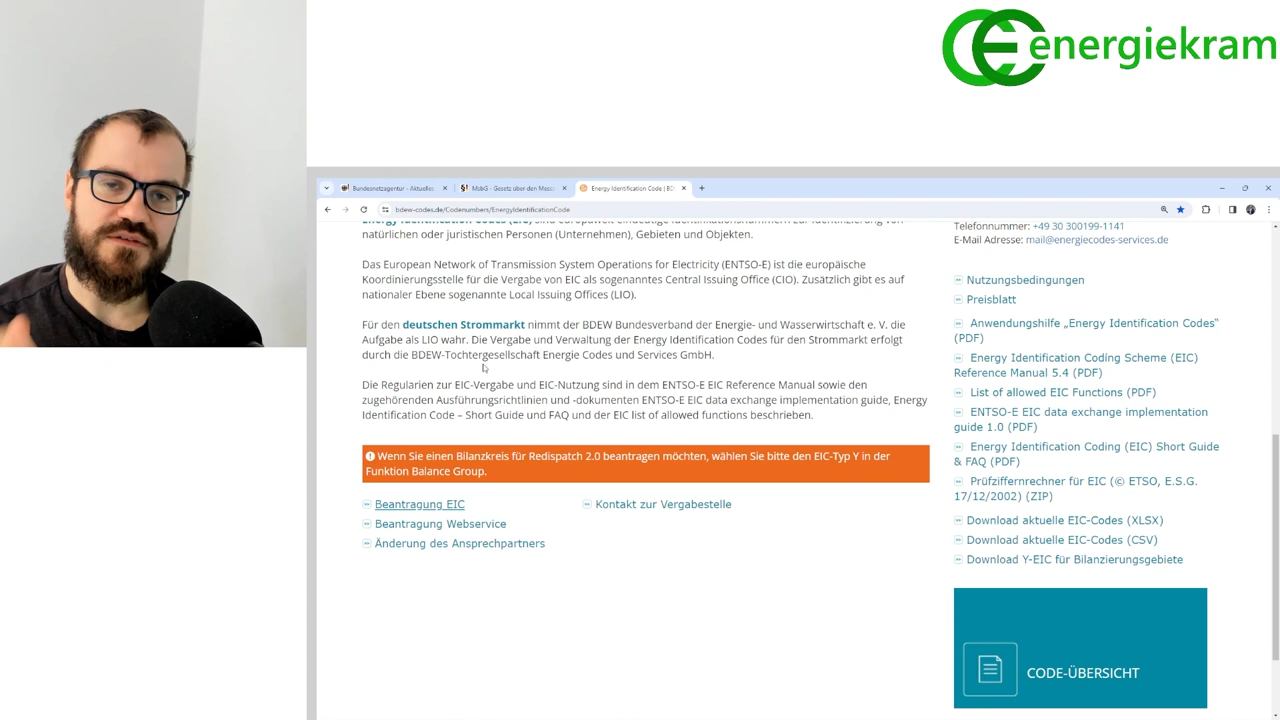 energiekram
Bundesnetzagentur - Aktuelles
MsbG - Gesetz über den Mess
Energy Identification Code | BD
bdew-codes.de/Codenumbers/EnergyIdentificationCode
natürlichen oder juristischen Personen (Unternehmen), Gebieten und Objekten.
Das European Network of Transmission System Operations for Electricity (ENTSO-E) ist die europäische
Koordinierungsstelle für die Vergabe von EIC als sogenanntes Central Issuing Office (CIO). Zusätzlich gibt es auf
nationaler Ebene sogenannte Local Issuing Offices (LIO).
Für den deutschen Strommarkt nimmt der BDEW Bundesverband der Energie- und Wasserwirtschaft e. V. die
Aufgabe als LIO wahr. Die Vergabe und Verwaltung der Energy Identification Codes für den Strommarkt erfolgt
durch die BDEW-Tochtergesellschaft Energie Codes und Services GmbH.
Die Regularien zur EIC-Vergabe und EIC-Nutzung sind in dem ENTSO-E EIC Reference Manual sowie den
zugehörenden Ausführungsrichtlinien und -dokumenten ENTSO-E EIC data exchange implementation guide, Energy
Identification Code – Short Guide und FAQ und der EIC list of allowed functions beschrieben.
Wenn Sie einen Bilanzkreis für Redispatch 2.0 beantragen möchten, wählen Sie bitte den EIC-Typ Y in der
Funktion Balance Group.
Beantragung EIC
Kontakt zur Vergabestelle
Beantragung Webservice
Änderung des Ansprechpartners
Telefonnummer: +49 30 300199-1141
E-Mail Adresse: mail@energiecodes-services.de
Nutzungsbedingungen
Preisblatt
Anwendungshilfe „Energy Identification Codes“
(PDF)
Energy Identification Coding Scheme (EIC)
Reference Manual 5.4 (PDF)
List of allowed EIC Functions (PDF)
ENTSO-E EIC data exchange implementation
guide 1.0 (PDF)
Energy Identification Coding (EIC) Short Guide
& FAQ (PDF)
Prüfziffernrechner für EIC (© ETSO, E.S.G.
17/12/2002) (ZIP)
Download aktuelle EIC-Codes (XLSX)
Download aktuelle EIC-Codes (CSV)
Download Y-EIC für Bilanzierungsgebiete
CODE-ÜBERSICHT